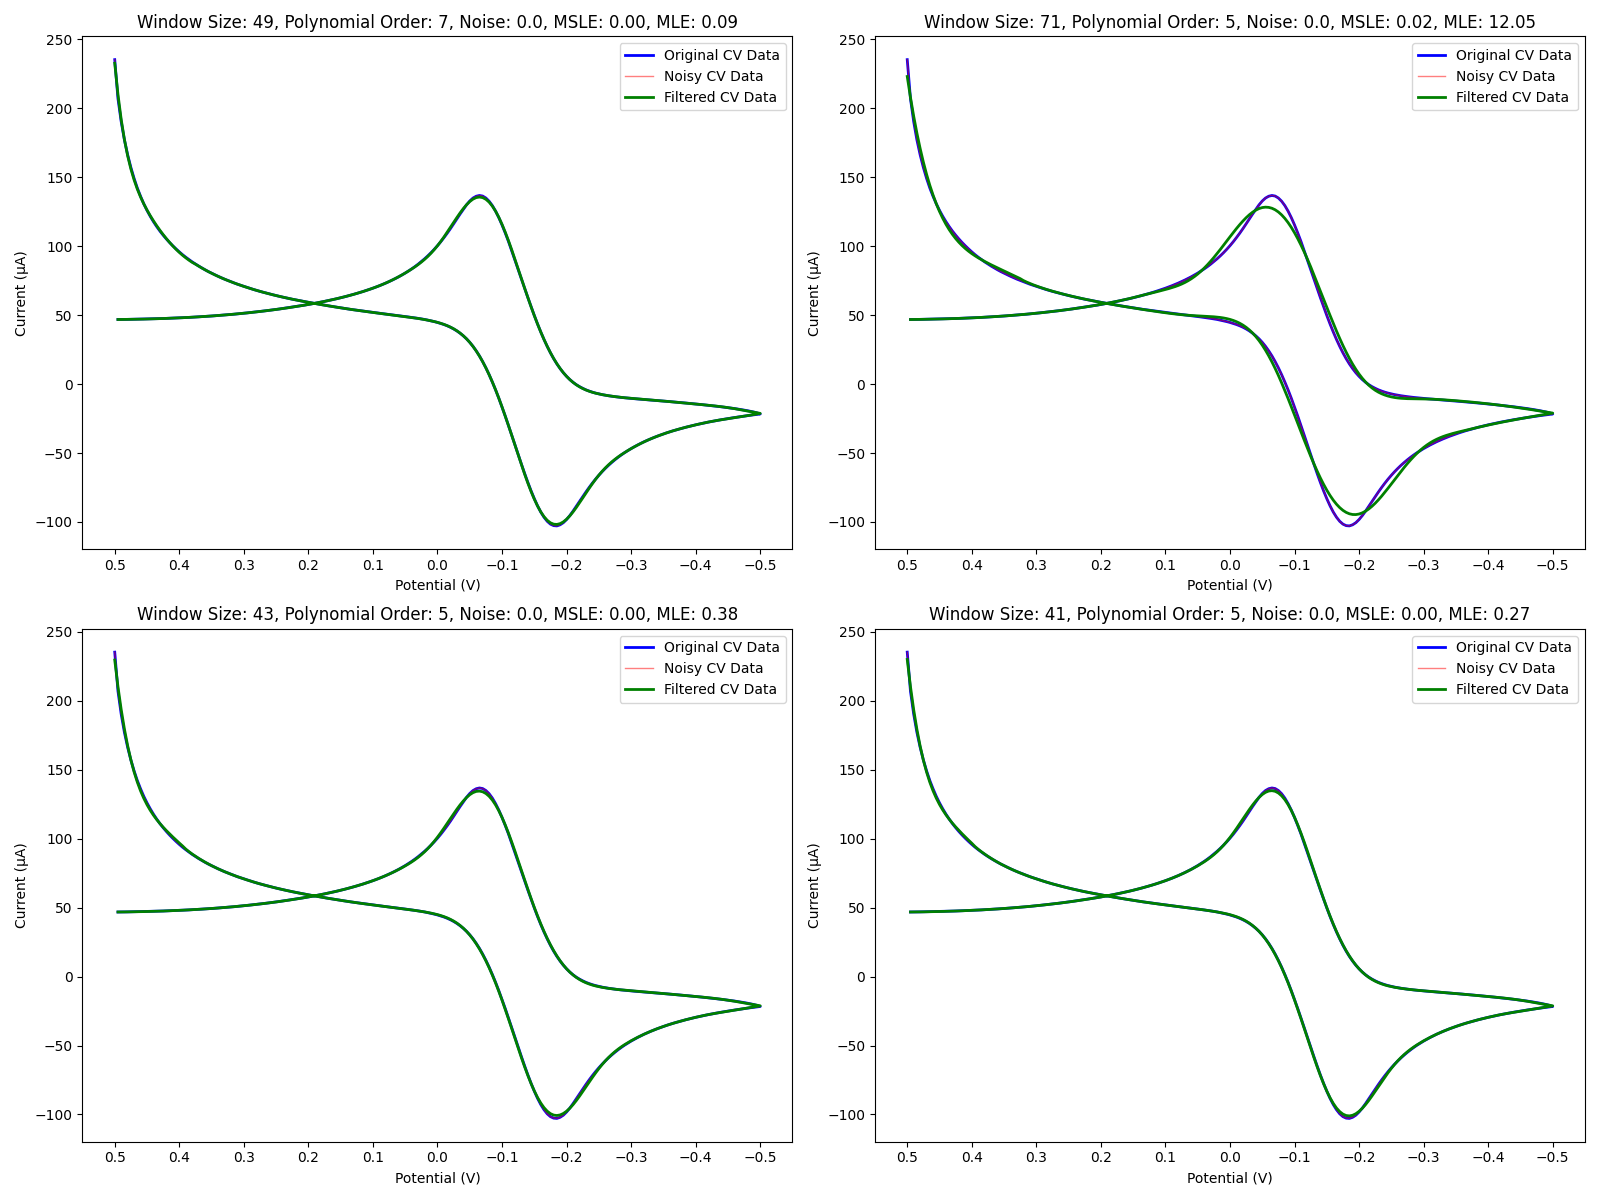 Window Size: 49, Polynomial Order: 7, Noise: 0.0, MSLE: 0.00, MLE: 0.09
250
200
150
100
50
0
−50
−100
Current (μA)
Original CV Data
Noisy CV Data
Filtered CV Data
0.5 0.4 0.3 0.2 0.1 0.0 −0.1 −0.2 −0.3 −0.4 −0.5
Potential (V)
Window Size: 71, Polynomial Order: 5, Noise: 0.0, MSLE: 0.02, MLE: 12.05
250
200
150
100
50
0
−50
−100
Current (μA)
Original CV Data
Noisy CV Data
Filtered CV Data
0.5 0.4 0.3 0.2 0.1 0.0 −0.1 −0.2 −0.3 −0.4 −0.5
Potential (V)
Window Size: 43, Polynomial Order: 5, Noise: 0.0, MSLE: 0.00, MLE: 0.38
250
200
150
100
50
0
−50
−100
Current (μA)
Original CV Data
Noisy CV Data
Filtered CV Data
0.5 0.4 0.3 0.2 0.1 0.0 −0.1 −0.2 −0.3 −0.4 −0.5
Potential (V)
Window Size: 41, Polynomial Order: 5, Noise: 0.0, MSLE: 0.00, MLE: 0.27
250
200
150
100
50
0
−50
−100
Current (μA)
Original CV Data
Noisy CV Data
Filtered CV Data
0.5 0.4 0.3 0.2 0.1 0.0 −0.1 −0.2 −0.3 −0.4 −0.5
Potential (V)